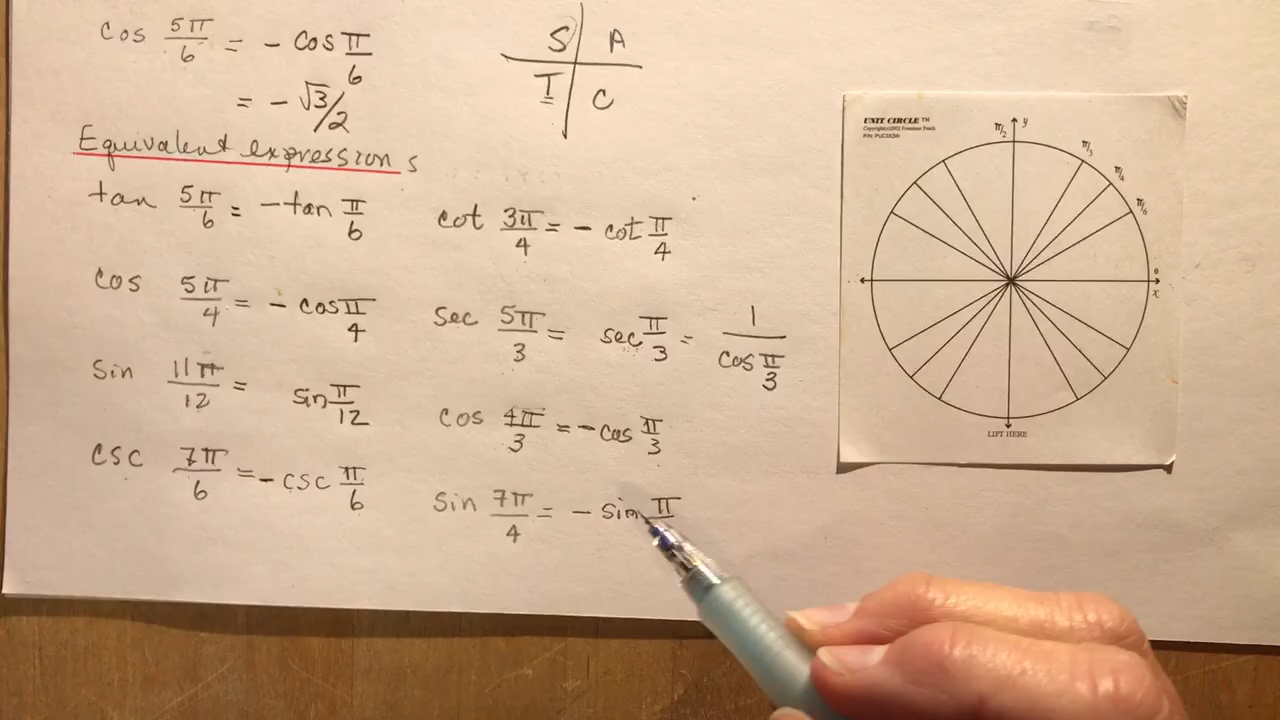 cos 5π/6 = - cos π/6
= - √3/2
S A
T C
Equivalent expressions
tan 5π/6 = -tan π/6
cos 5π/4 = - cos π/4
sin 11π/12 = sin π/12
csc 7π/6 = - csc π/6
cot 3π/4 = - cot π/4
sec 5π/3 = sec π/3 = 1/cos π/3
cos 4π/3 = - cos π/3
sin 7π/4 = - sin π
UNIT CIRCLE ™
P/N: PUCSX3W
π/2 y
π/3
π/4
π/6
0
x
LIFT HERE